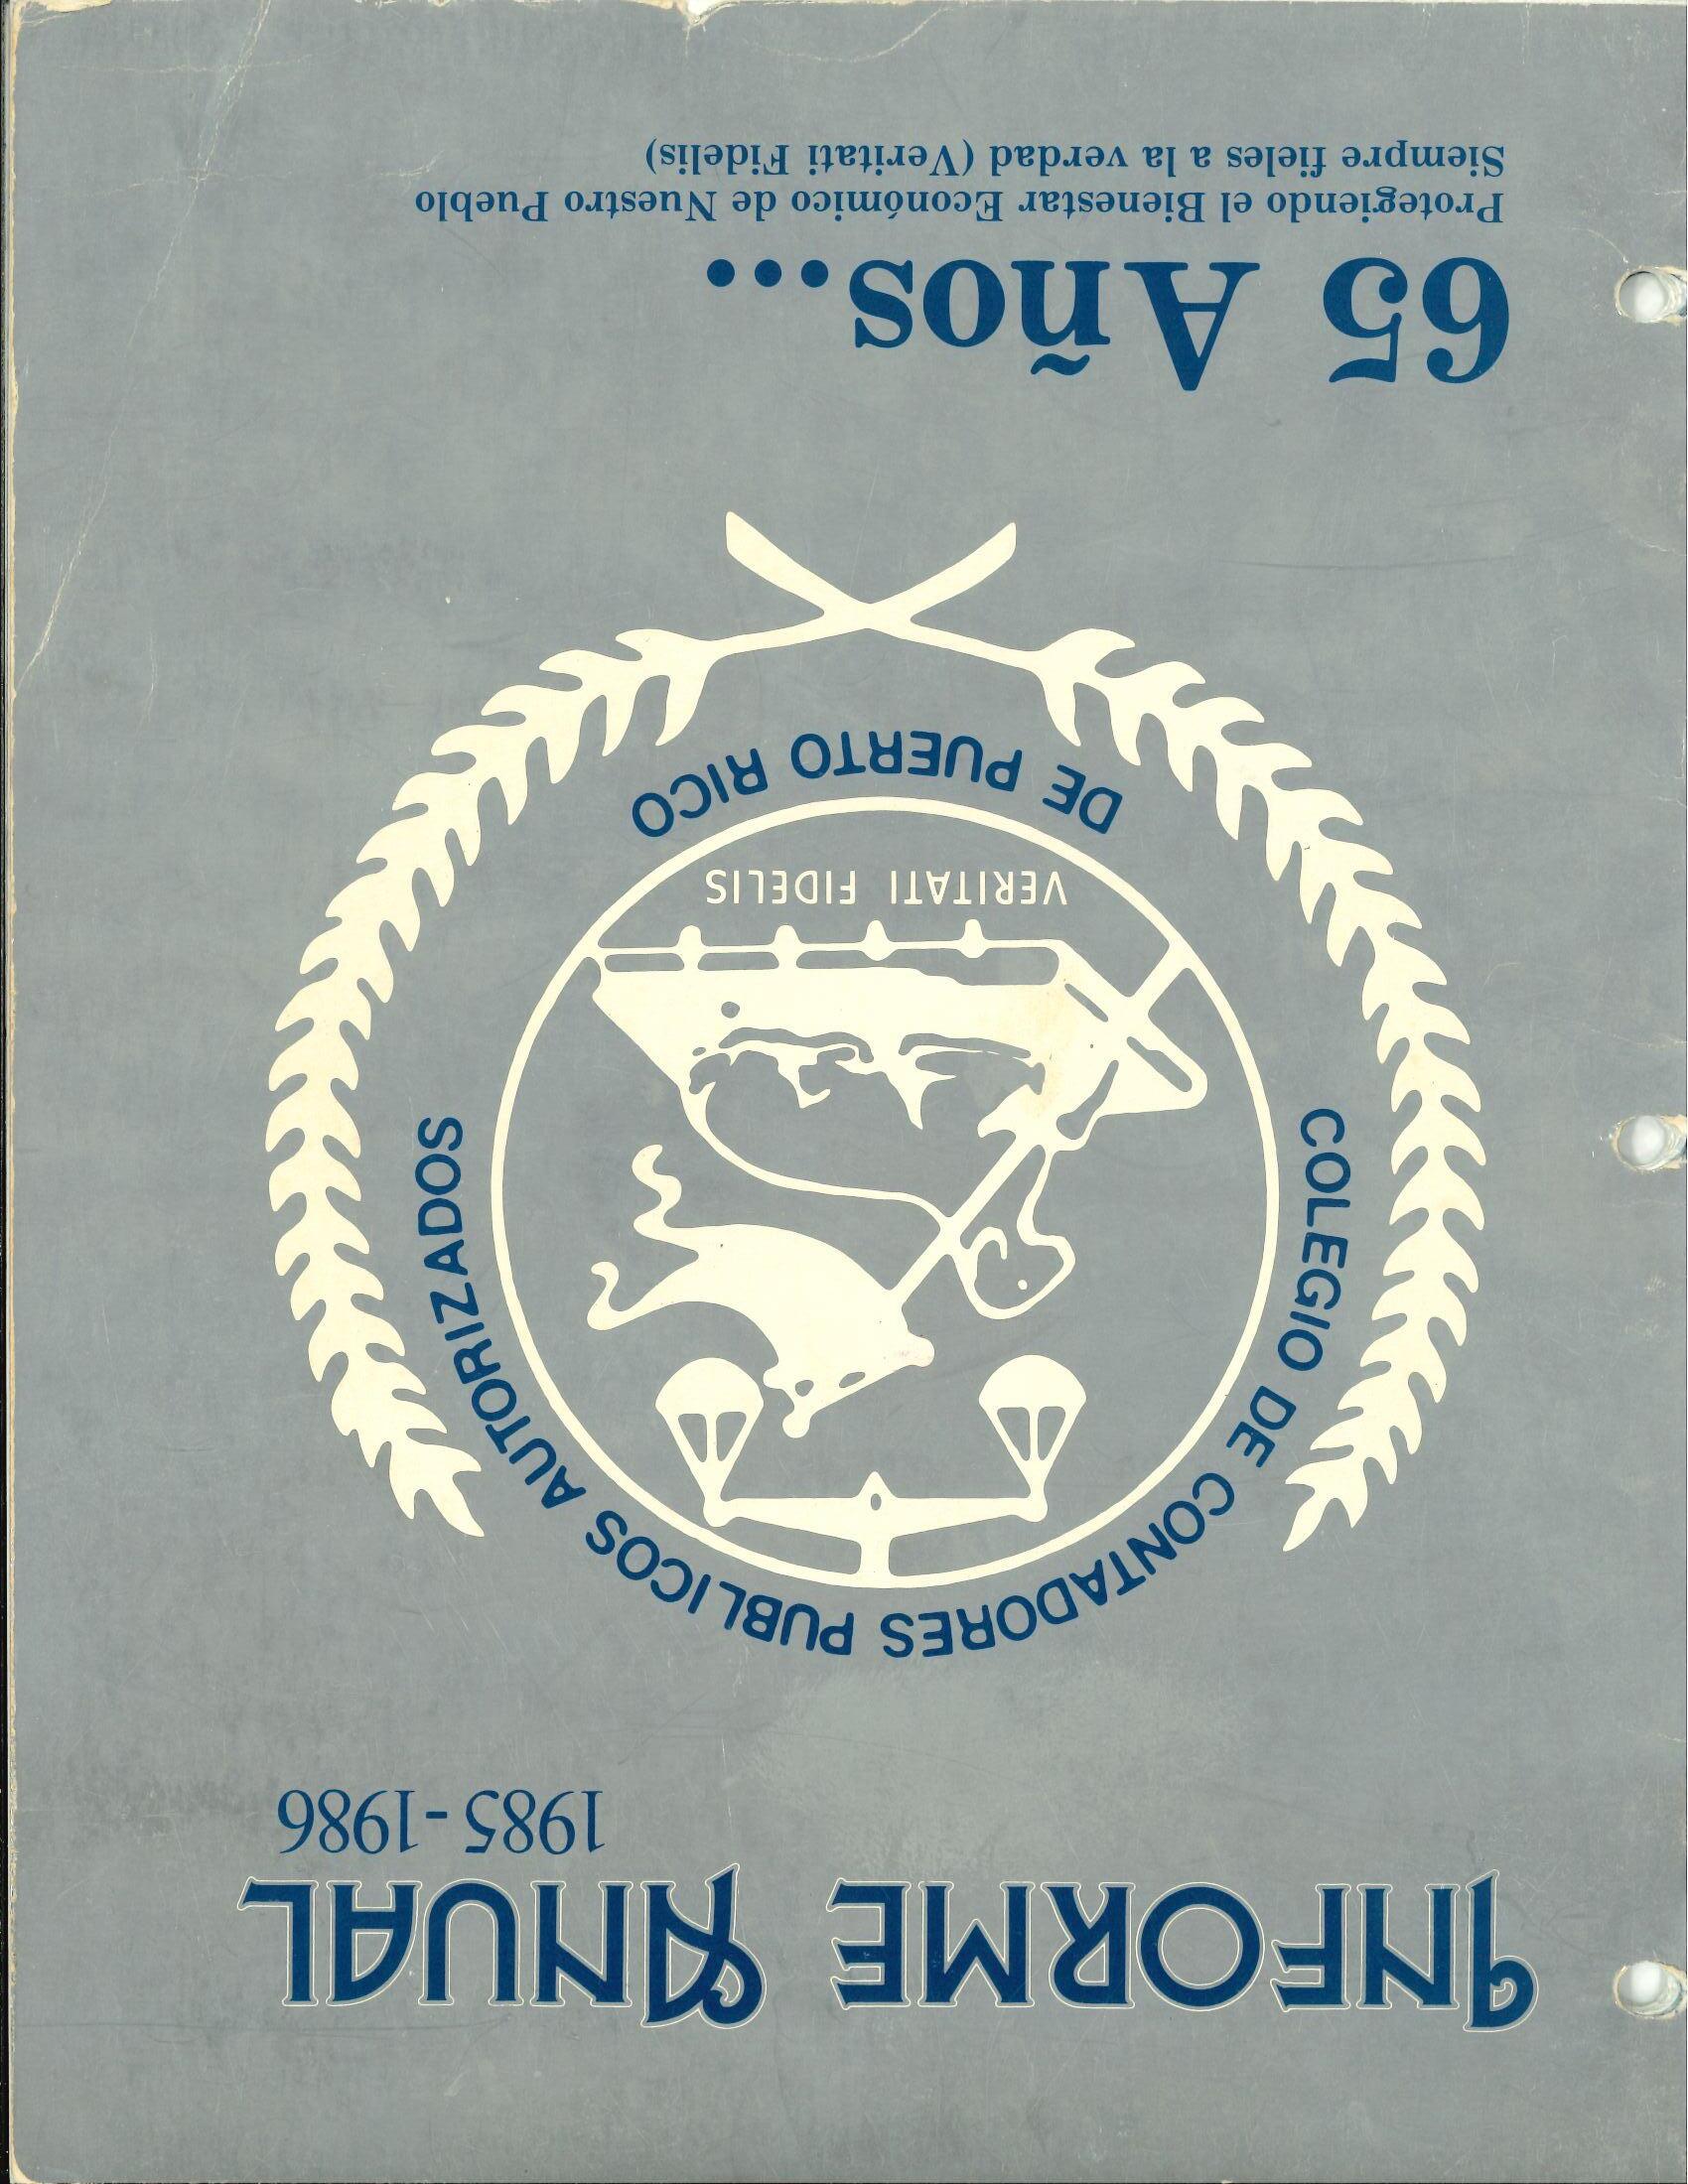 INFORME ANUAL
1985-1986
COLEGIO DE CONTADORES PUBLICOS AUTORIZADOS
VERITATI FIDELIS
DE PUERTO RICO
65 Años...
Protegiendo el Bienestar Económico de Nuestro Pueblo
Siempre fieles a la verdad (Veritati Fidelis)